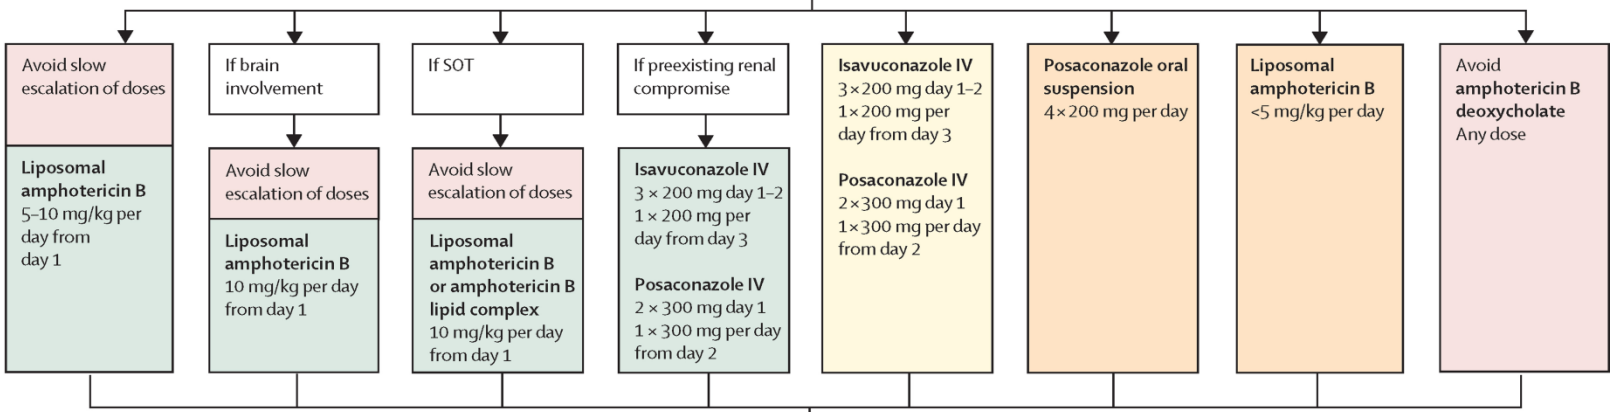 Avoid slow
escalation of doses
Liposomal
amphotericin B
5–10 mg/kg per
day from
day 1
If brain
involvement
Avoid slow
escalation of doses
Liposomal
amphotericin B
10 mg/kg per day
from day 1
If SOT
Avoid slow
escalation of doses
Liposomal
amphotericin B
or amphotericin B
lipid complex
10 mg/kg per day
from day 1
If preexisting renal
compromise
Isavuconazole IV
3 × 200 mg day 1–2
1 × 200 mg per
day from day 3
Posaconazole IV
2 × 300 mg day 1
1 × 300 mg per day
from day 2
Isavuconazole IV
3 × 200 mg day 1–2
1 × 200 mg per
day from day 3
Posaconazole IV
2 × 300 mg day 1
1 × 300 mg per day
from day 2
Posaconazole oral
suspension
4 × 200 mg per day
Liposomal
amphotericin B
<5 mg/kg per day
Avoid
amphotericin B
deoxycholate
Any dose